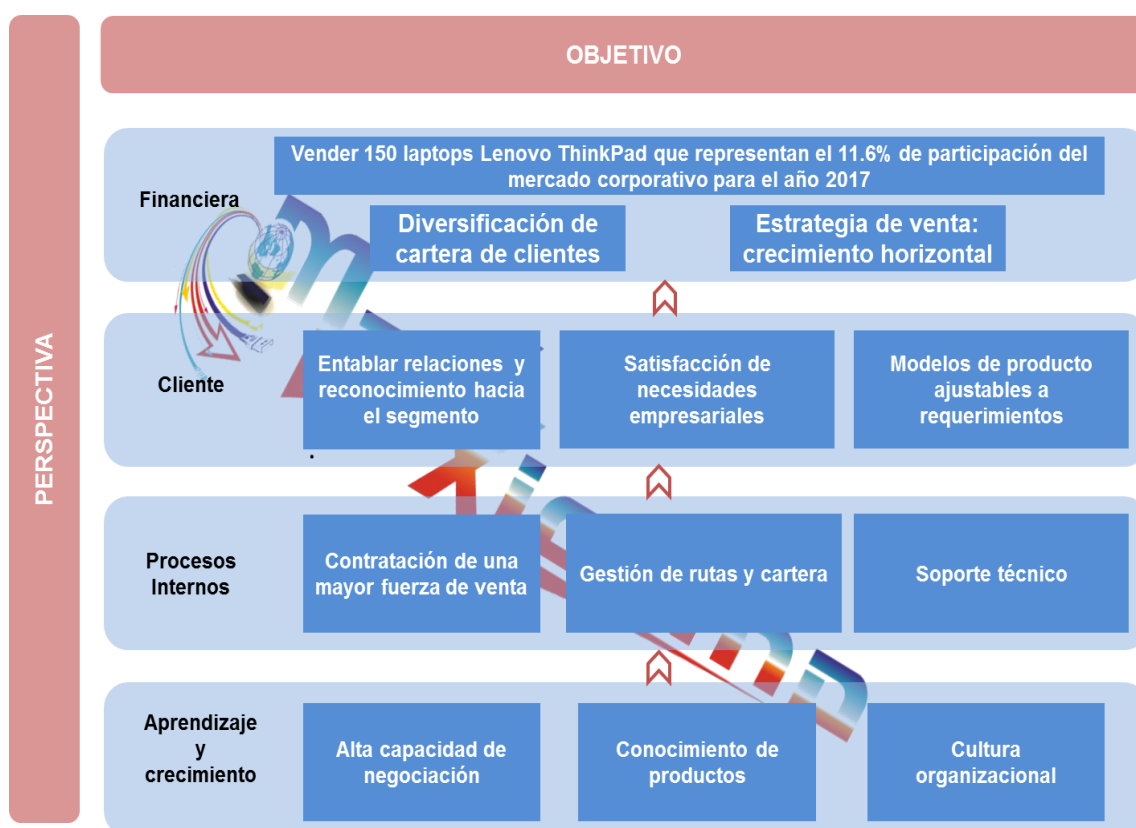 OBJETIVO
PERSPECTIVA
Financiera
Vender 150 laptops Lenovo ThinkPad que representan el 11.6% de participación del
mercado corporativo para el año 2017
Diversificación de
cartera de clientes
Estrategia de venta:
crecimiento horizontal
Cliente
Entablar relaciones y
reconocimiento hacia
el segmento
.
Satisfacción de
necesidades
empresariales
Modelos de producto
ajustables a
requerimientos
Procesos
Internos
Contratación de una
mayor fuerza de venta
Gestión de rutas y cartera
Soporte técnico
Aprendizaje
y
crecimiento
Alta capacidad de
negociación
Conocimiento de
productos
Cultura
organizacional